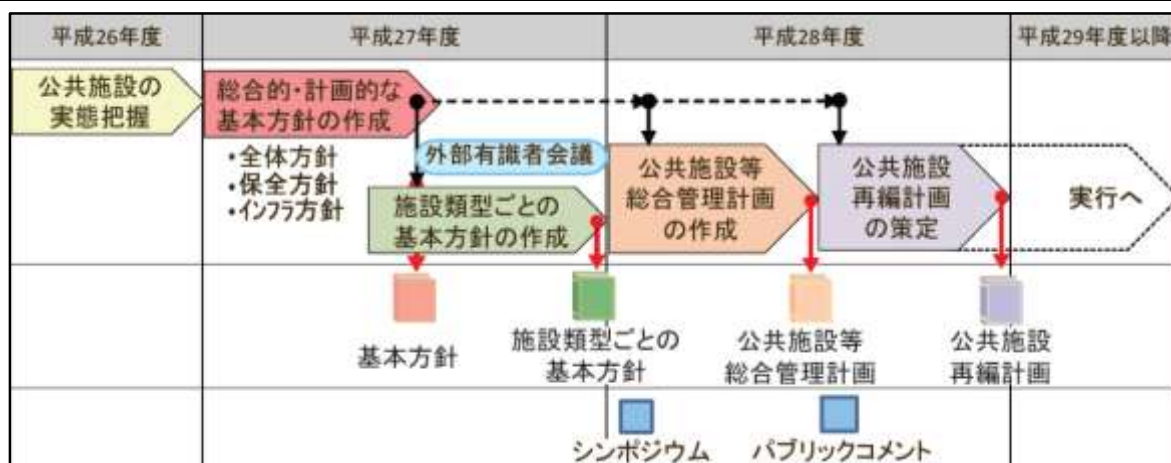 平成26年度
平成27年度
平成28年度
平成29年度以降
公共施設の
実態把握
総合的・計画的な
基本方針の作成
・全体方針
・保全方針
・インフラ方針
外部有識者会議
施設類型ごとの
基本方針の作成
公共施設等
総合管理計画
の作成
公共施設
再編計画
の策定
実行へ
基本方針
施設類型ごとの
基本方針
公共施設等
総合管理計画
公共施設
再編計画
シンポジウム
パブリックコメント